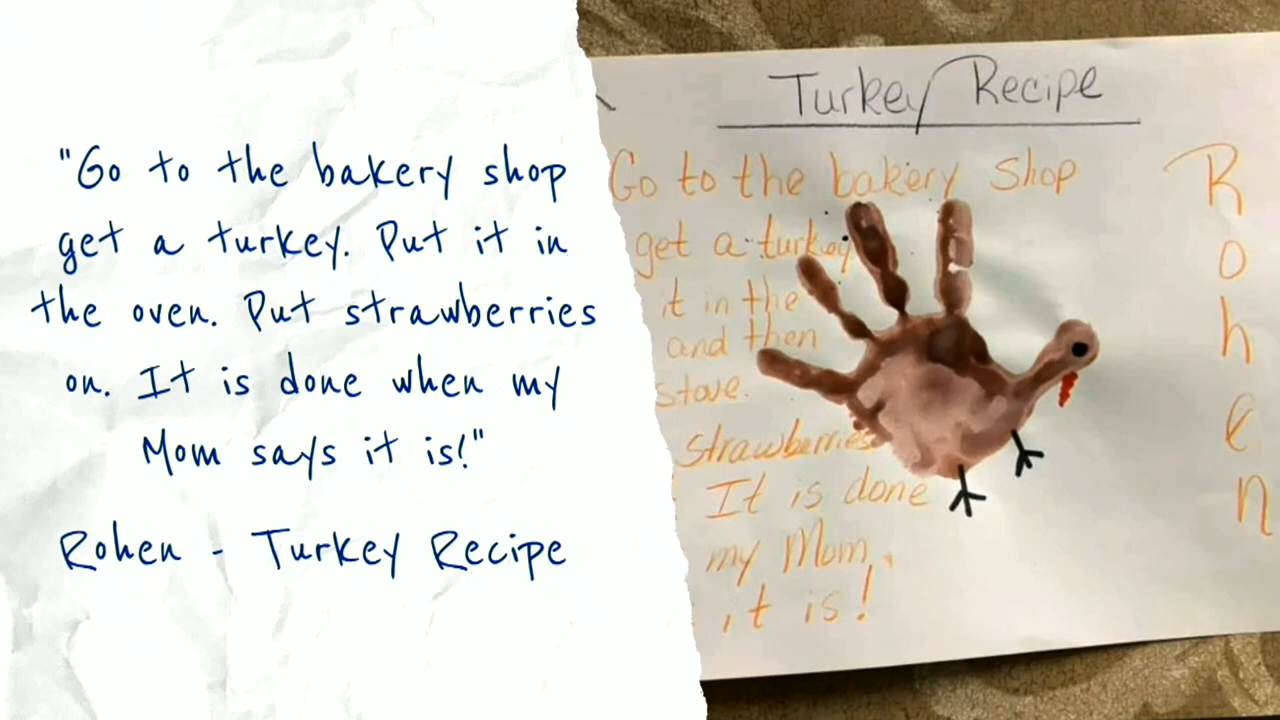 "Go to the bakery shop
get a turkey. Put it in
the oven. Put strawberries
on. It is done when my
Mom says it is!"
Rohen - Turkey Recipe
Turkey Recipe
Go to the bakery shop
get a turkey
it in the
and then
stove.
strawberries
It is done
my Mom
it is!
R
o
h
e
n